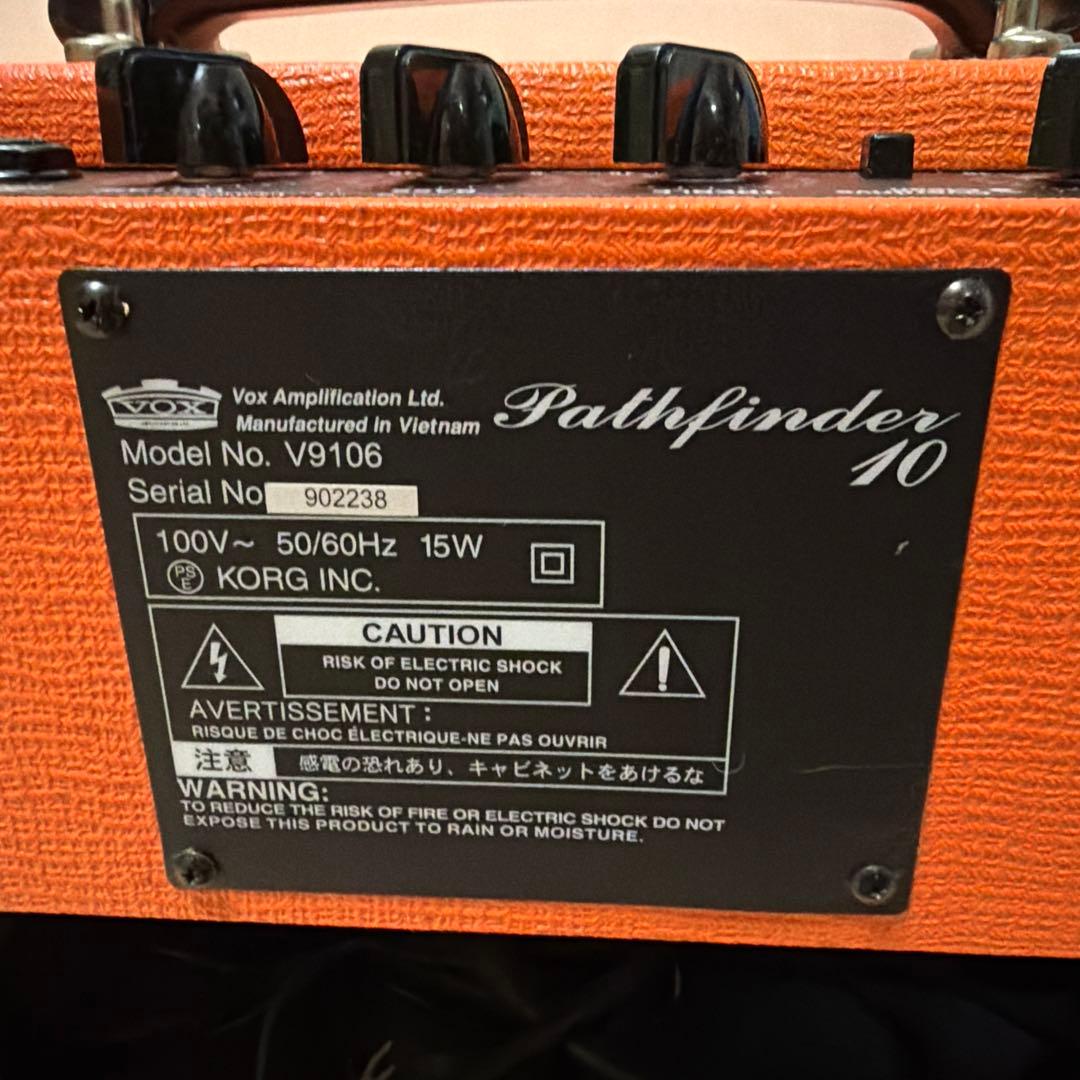 VOX
Vox Amplification Ltd.
Manufactured in Vietnam
Pathfinder
10
Model No. V9106
Serial No
902238
100V~ 50/60Hz 15W
PSE KORG INC.
CAUTION
RISK OF ELECTRIC SHOCK
DO NOT OPEN
AVERTISSEMENT :
RISQUE DE CHOC ÉLECTRIQUE-NE PAS OUVRIR
注意 感電の恐れあり、キャビネットをあけるな
WARNING:
TO REDUCE THE RISK OF FIRE OR ELECTRIC SHOCK DO NOT
EXPOSE THIS PRODUCT TO RAIN OR MOISTURE.